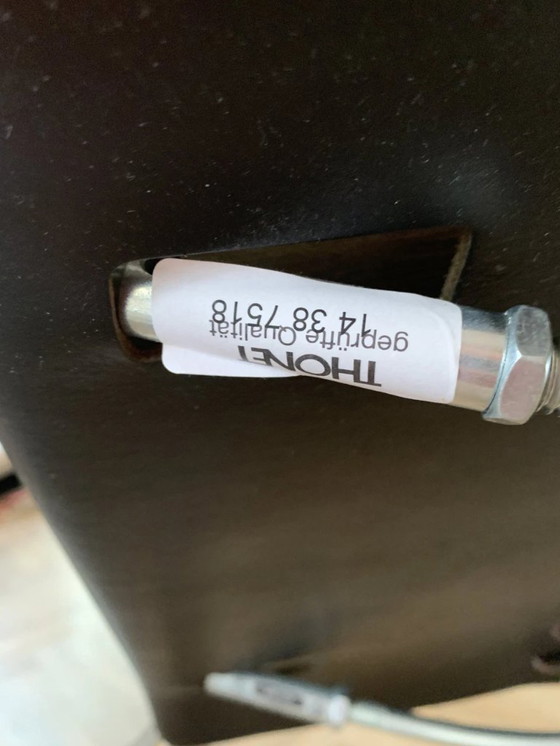 THONET
geprüfte Qualität
14 38 7518